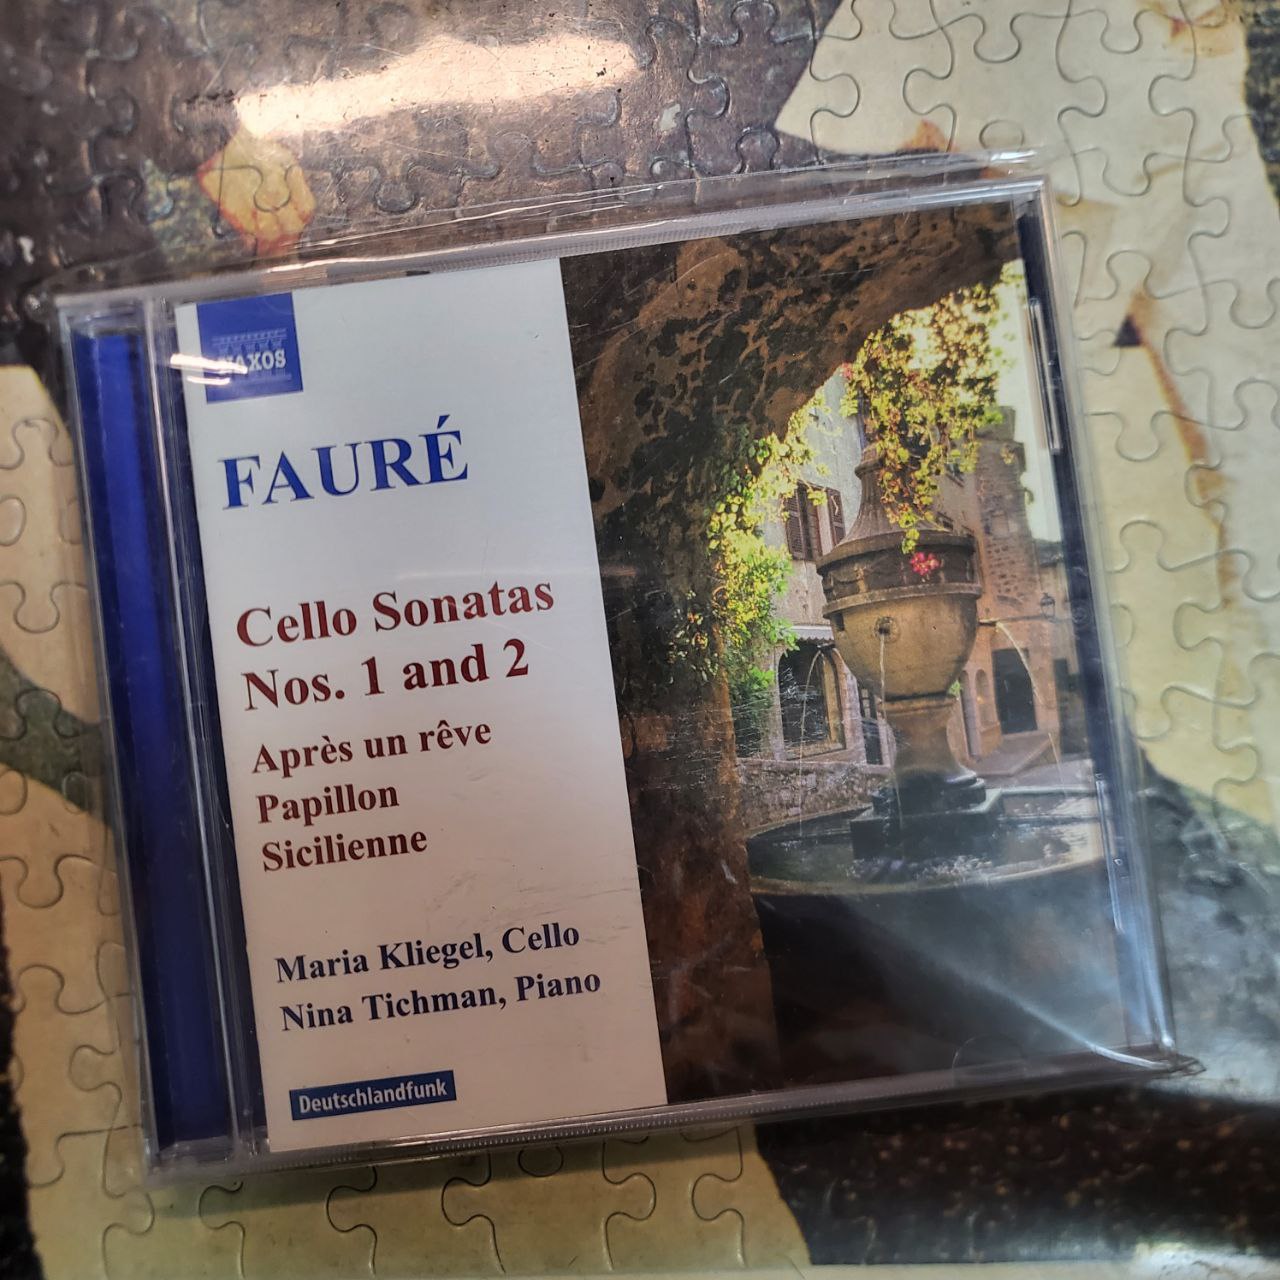 NAXOS
FAURÉ
Cello Sonatas
Nos. 1 and 2
Après un rêve
Papillon
Sicilienne
Maria Kliegel, Cello
Nina Tichman, Piano
Deutschlandfunk